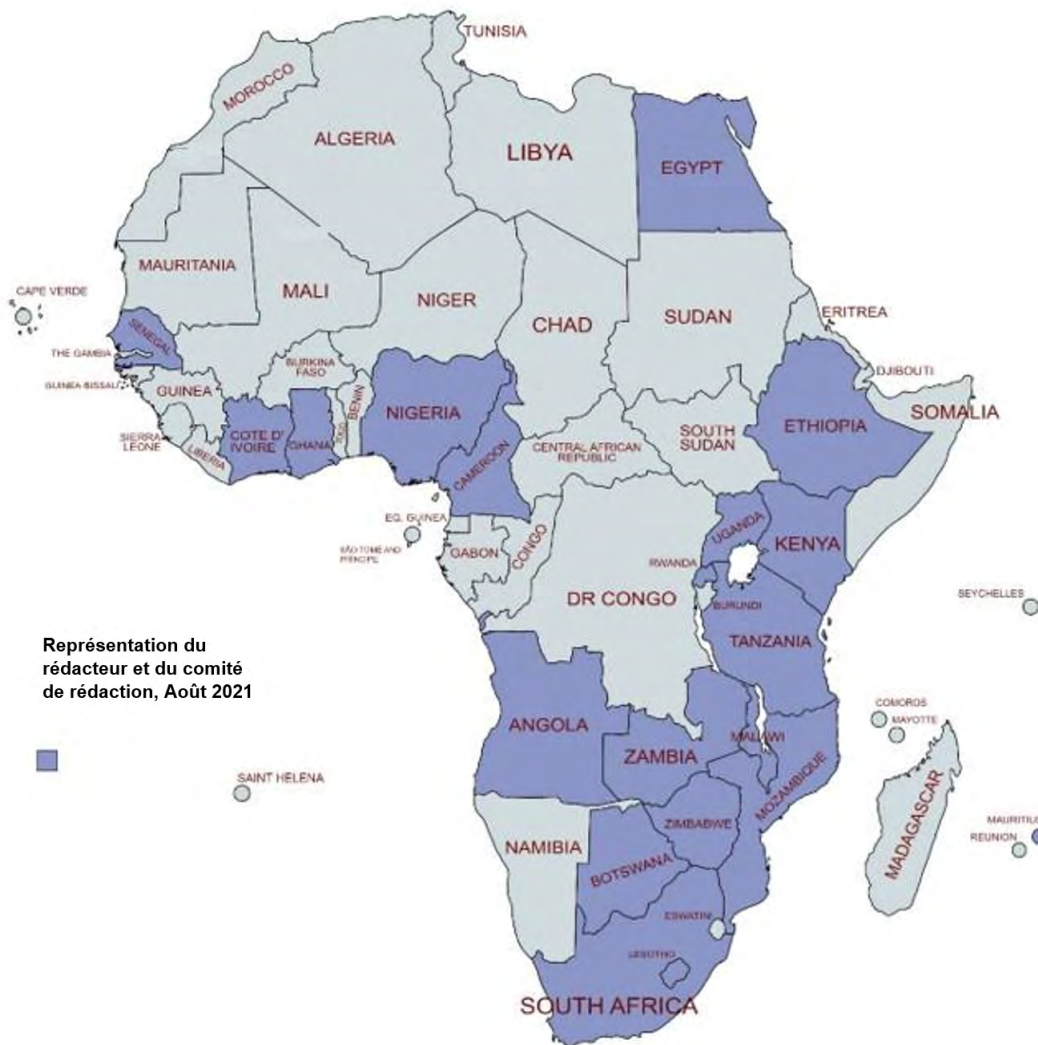 TUNISIA
MOROCCO
ALGERIA
LIBYA
EGYPT
MAURITANIA
MALI
NIGER
CHAD
SUDAN
ERITREA
CAPE VERDE
SENEGAL
THE GAMBIA
GUINEA-BISSAU
GUINEA
BURKINA
FASO
BENIN
TOGO
NIGERIA
DJIBOUTI
SOMALIA
ETHIOPIA
SOUTH
SUDAN
SIERRA
LEONE
LIBERIA
COTE D'
IVOIRE
GHANA
CAMEROON
CENTRAL AFRICAN
REPUBLIC
EQ. GUINEA
SÃO TOMÉ AND
PRINCIPE
GABON
CONGO
UGANDA
KENYA
RWANDA
DR CONGO
BURUNDI
TANZANIA
SEYCHELLES
Représentation du
rédacteur et du comité
de rédaction, Août 2021
ANGOLA
ZAMBIA
MALAWI
MOZAMBIQUE
COMOROS
MAYOTTE
SAINT HÉLÉNA
NAMIBIA
ZIMBABWE
BOTSWANA
MADAGASCAR
MAURITIUS
REUNION
ESWATINI
LESOTHO
SOUTH AFRICA